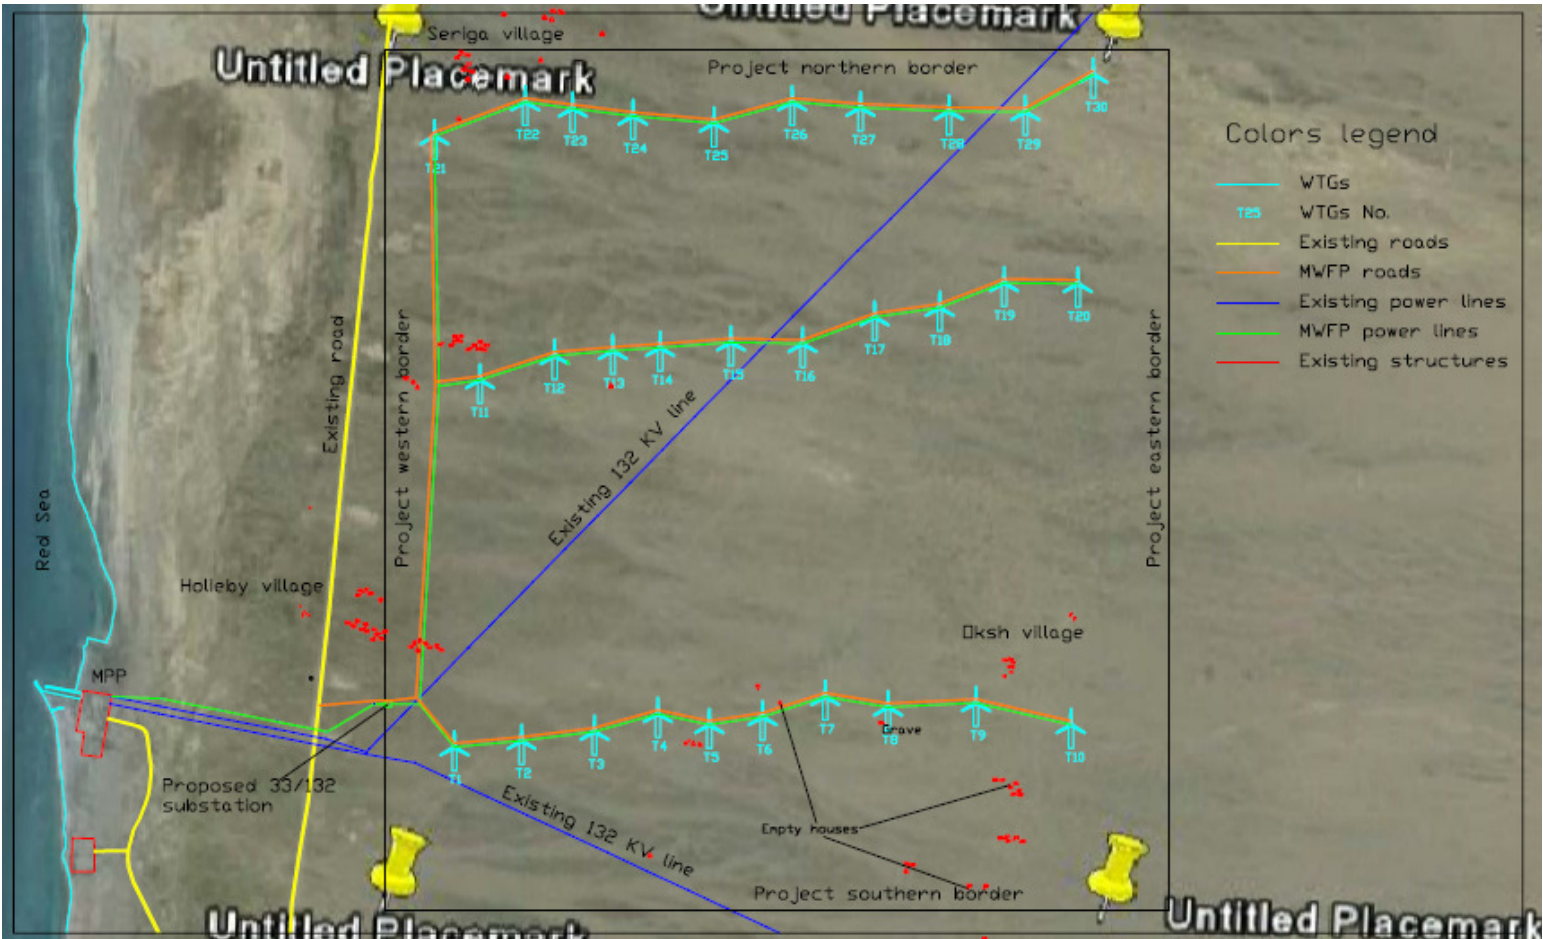 Untitled Placemark
Seriga village
Untitled Placemark
Project northern border
T21
T22
T23
T24
T25
T26
T27
T28
T29
T30
Colors legend
WTGs
T25 WTGs No.
Existing roads
MWFP roads
Existing power lines
MWFP power lines
Existing structures
Existing road
Project western border
Project eastern border
T11
T12
T13
T14
T15
T16
T17
T18
T19
T20
Existing 132 KV line
Red Sea
Holleby village
ksh village
MPP
Proposed 33/132
substation
T1
T2
T3
T4
T5
T6
T7
T8
Grave
T9
T10
Existing 132 KV line
Empty houses
Project southern border
Untitled Placemark
Untitled Placemark